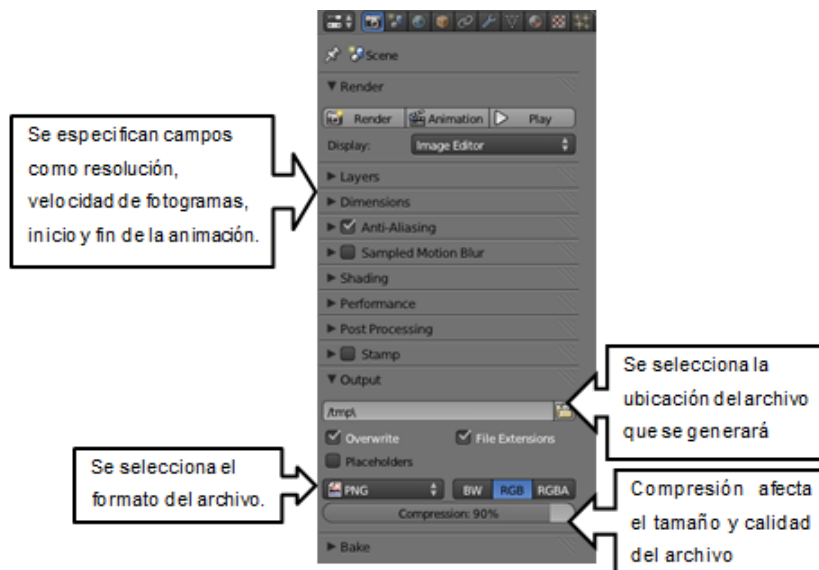 Scene
Render
Render Animation Play
Display: Image Editor
Se especifican campos
como resolución,
velocidad de fotogramas,
inicio y fin de la animación.
Layers
Dimensions
Anti-Aliasing
Sampled Motion Blur
Shading
Performance
Post Processing
Stamp
Output
/tmp\
Se selecciona la
ubicación del archivo
que se generará
Overwrite File Extensions
Placeholders
Se selecciona el
formato del archivo.
PNG BW RGB RGBA
Compression: 90%
Compresión afecta
el tamaño y calidad
del archivo
Bake